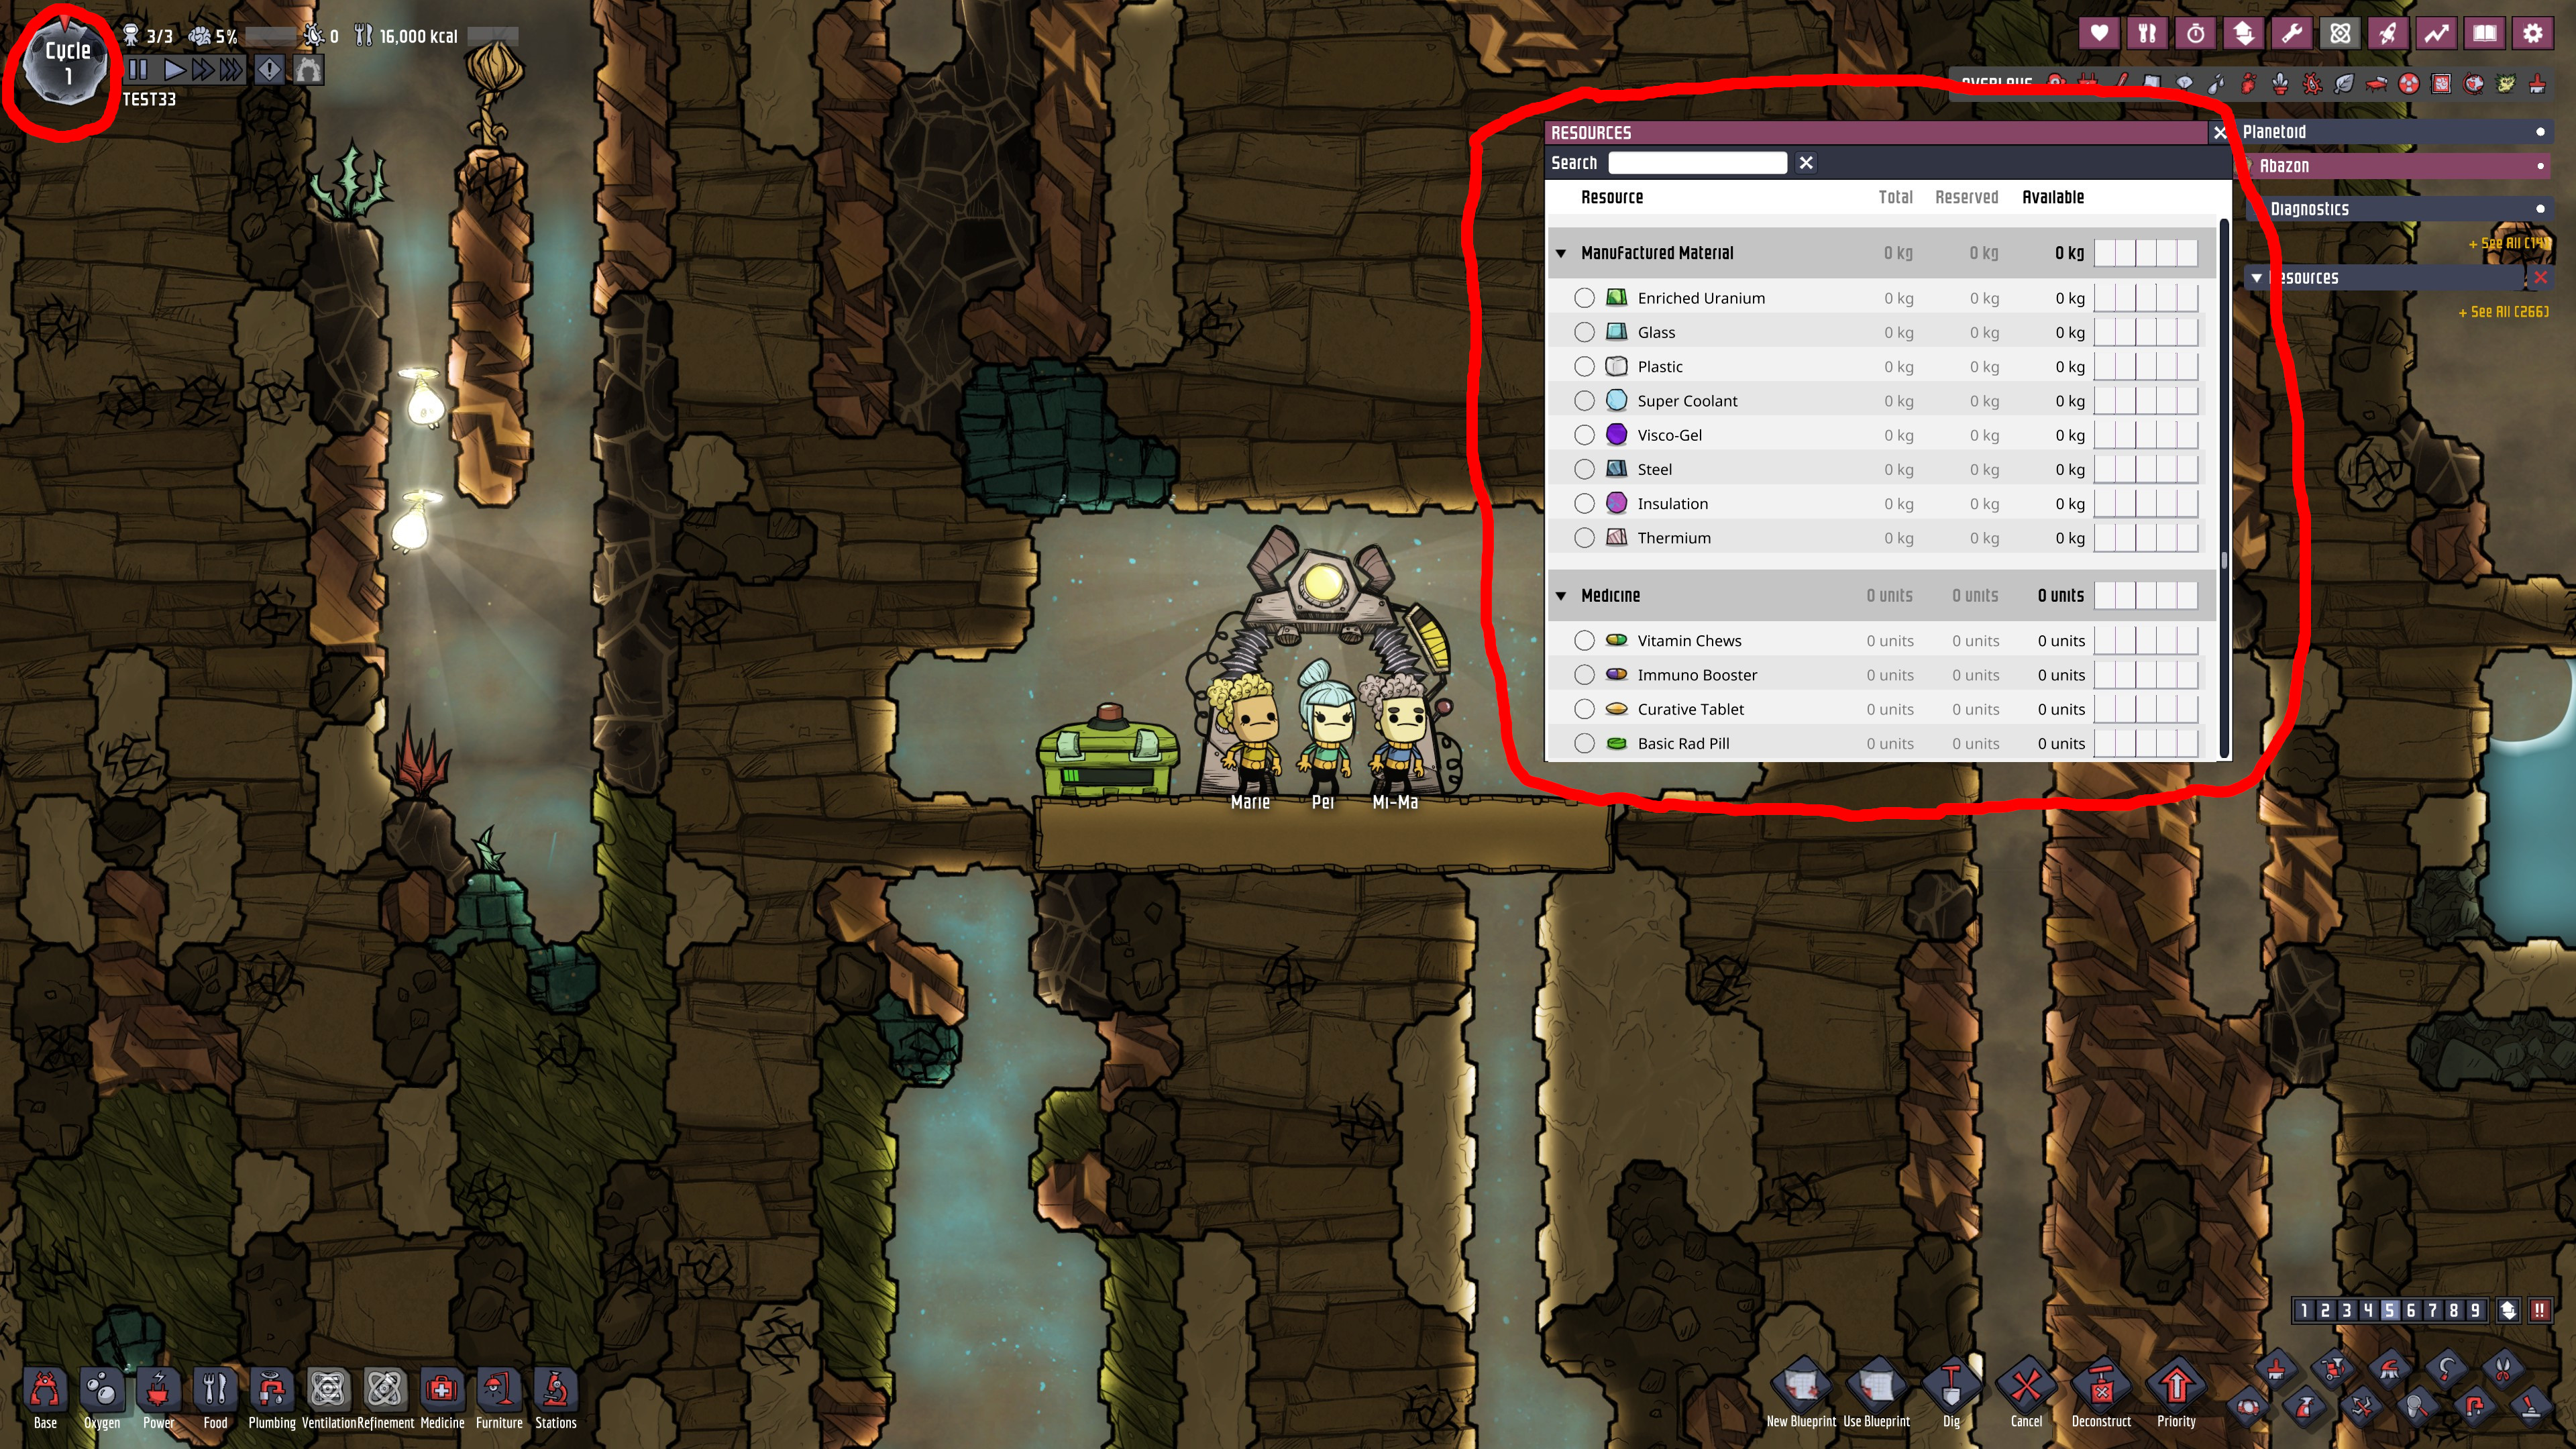 Cycle
1
3/3 5% 0 16,000 kcal
TEST33
RESOURCES
Search
Resource Total Reserved Available
Manufactured Material 0 kg 0 kg 0 kg
Enriched Uranium 0 kg 0 kg 0 kg
Glass 0 kg 0 kg 0 kg
Plastic 0 kg 0 kg 0 kg
Super Coolant 0 kg 0 kg 0 kg
Visco-Gel 0 kg 0 kg 0 kg
Steel 0 kg 0 kg 0 kg
Insulation 0 kg 0 kg 0 kg
Thermium 0 kg 0 kg 0 kg
Medicine 0 units 0 units 0 units
Vitamin Chews 0 units 0 units 0 units
Immuno Booster 0 units 0 units 0 units
Curative Tablet 0 units 0 units 0 units
Basic Rad Pill 0 units 0 units 0 units
Planetoid
Abazon
Diagnostics
+ See All (14)
Resources
+ See All (266)
Marie Pei Mi-Ma
1 2 3 4 5 6 7 8 9 !!
Base Oxygen Power Food Plumbing Ventilation Refinement Medicine Furniture Stations
New Blueprint Use Blueprint Dig Cancel Deconstruct Priority